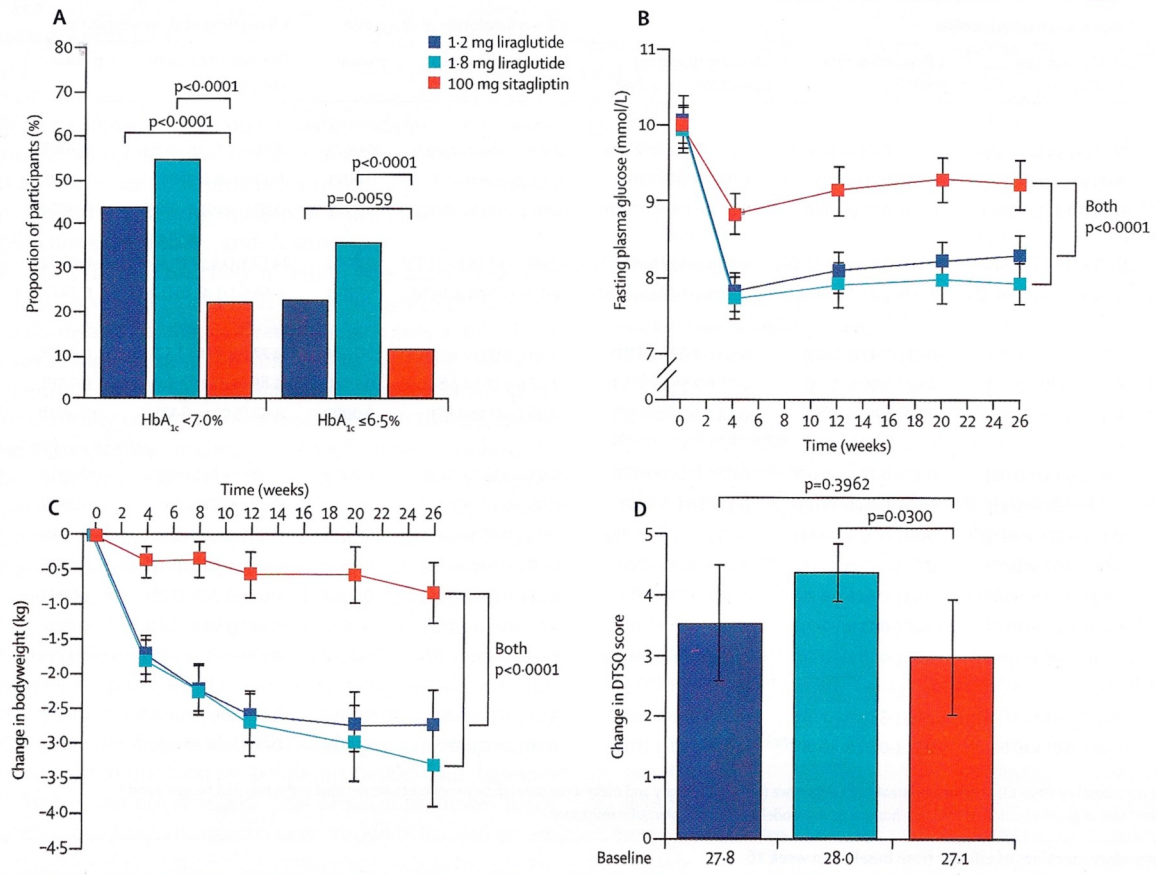 A
80
70
60
50
40
30
20
10
0
Proportion of participants (%)
1·2 mg liraglutide
1·8 mg liraglutide
100 mg sitagliptin
p<0·0001
p<0·0001
p<0·0001
p=0·0059
HbA1c <7·0%
HbA1c ≤6·5%
B
11
10
9
8
7
0
Fasting plasma glucose (mmol/L)
Both
p<0·0001
0 2 4 6 8 10 12 14 16 18 20 22 24 26
Time (weeks)
C
Time (weeks)
0 2 4 6 8 10 12 14 16 18 20 22 24 26
0
–0·5
–1·0
–1·5
–2·0
–2·5
–3·0
–3·5
–4·0
–4·5
Change in bodyweight (kg)
Both
p<0·0001
D
p=0·3962
p=0·0300
5
4
3
2
1
0
Change in DTSQ score
Baseline 27·8 28·0 27·1